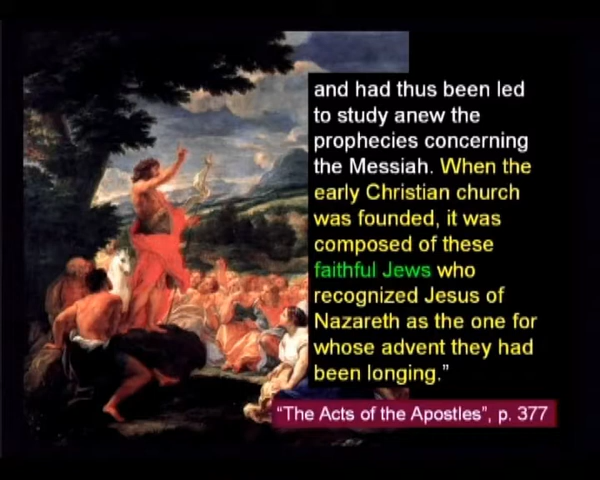 and had thus been led
to study anew the
prophecies concerning
the Messiah. When the
early Christian church
was founded, it was
composed of these
faithful Jews who
recognized Jesus of
Nazareth as the one for
whose advent they had
been longing.”
“The Acts of the Apostles”, p. 377